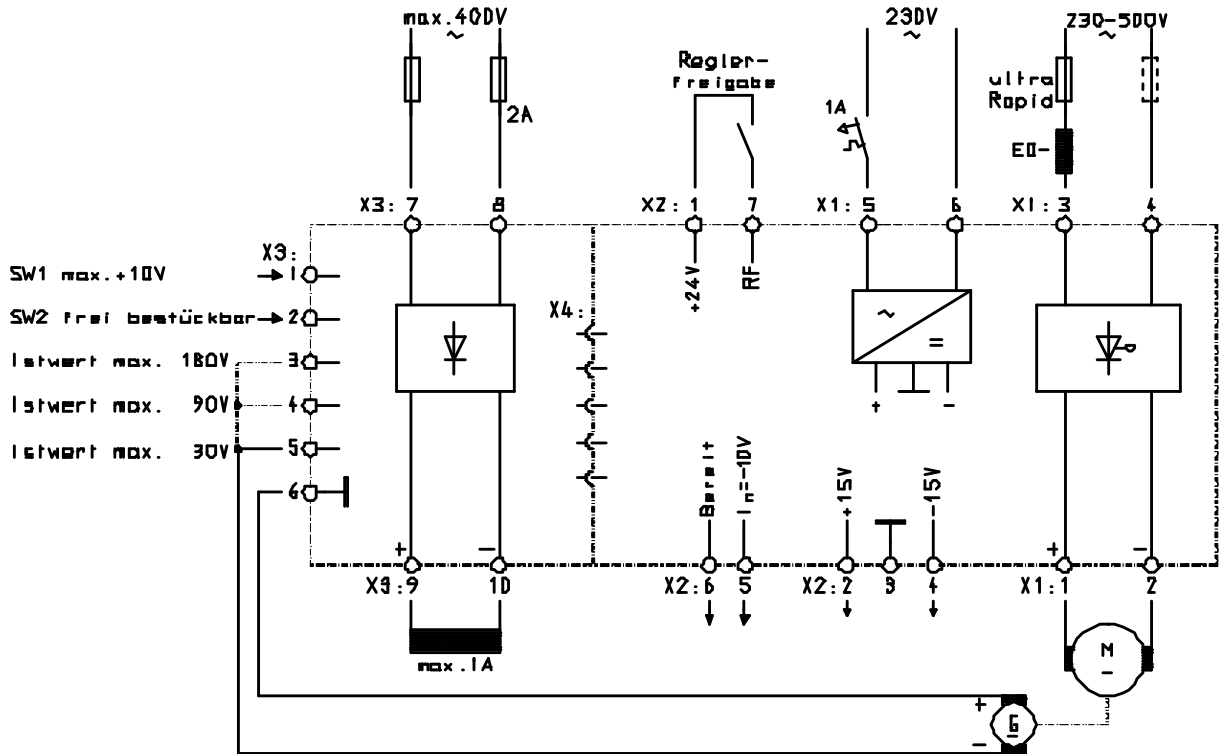 max.400V
~
230V
~
230-500V
~
2A
Regler-
Freigabe
1A
ultra
Rapid
ED-
X3: 7 8
X2: 1 7
X1: 5 6
X1: 3 4
X3:
SW1 max.+10V 1
SW2 frei bestückbar 2
Istwert max. 180V 3
Istwert max. 90V 4
Istwert max. 30V 5
6
X4:
+24V
RF
~
=
+ -
Bereit
In=-10V
+15V
-15V
+ -
+ -
X3:9 10
X2:6 5
X2:2 3 4
X1:1 2
max.1A
M
-
+
G
-